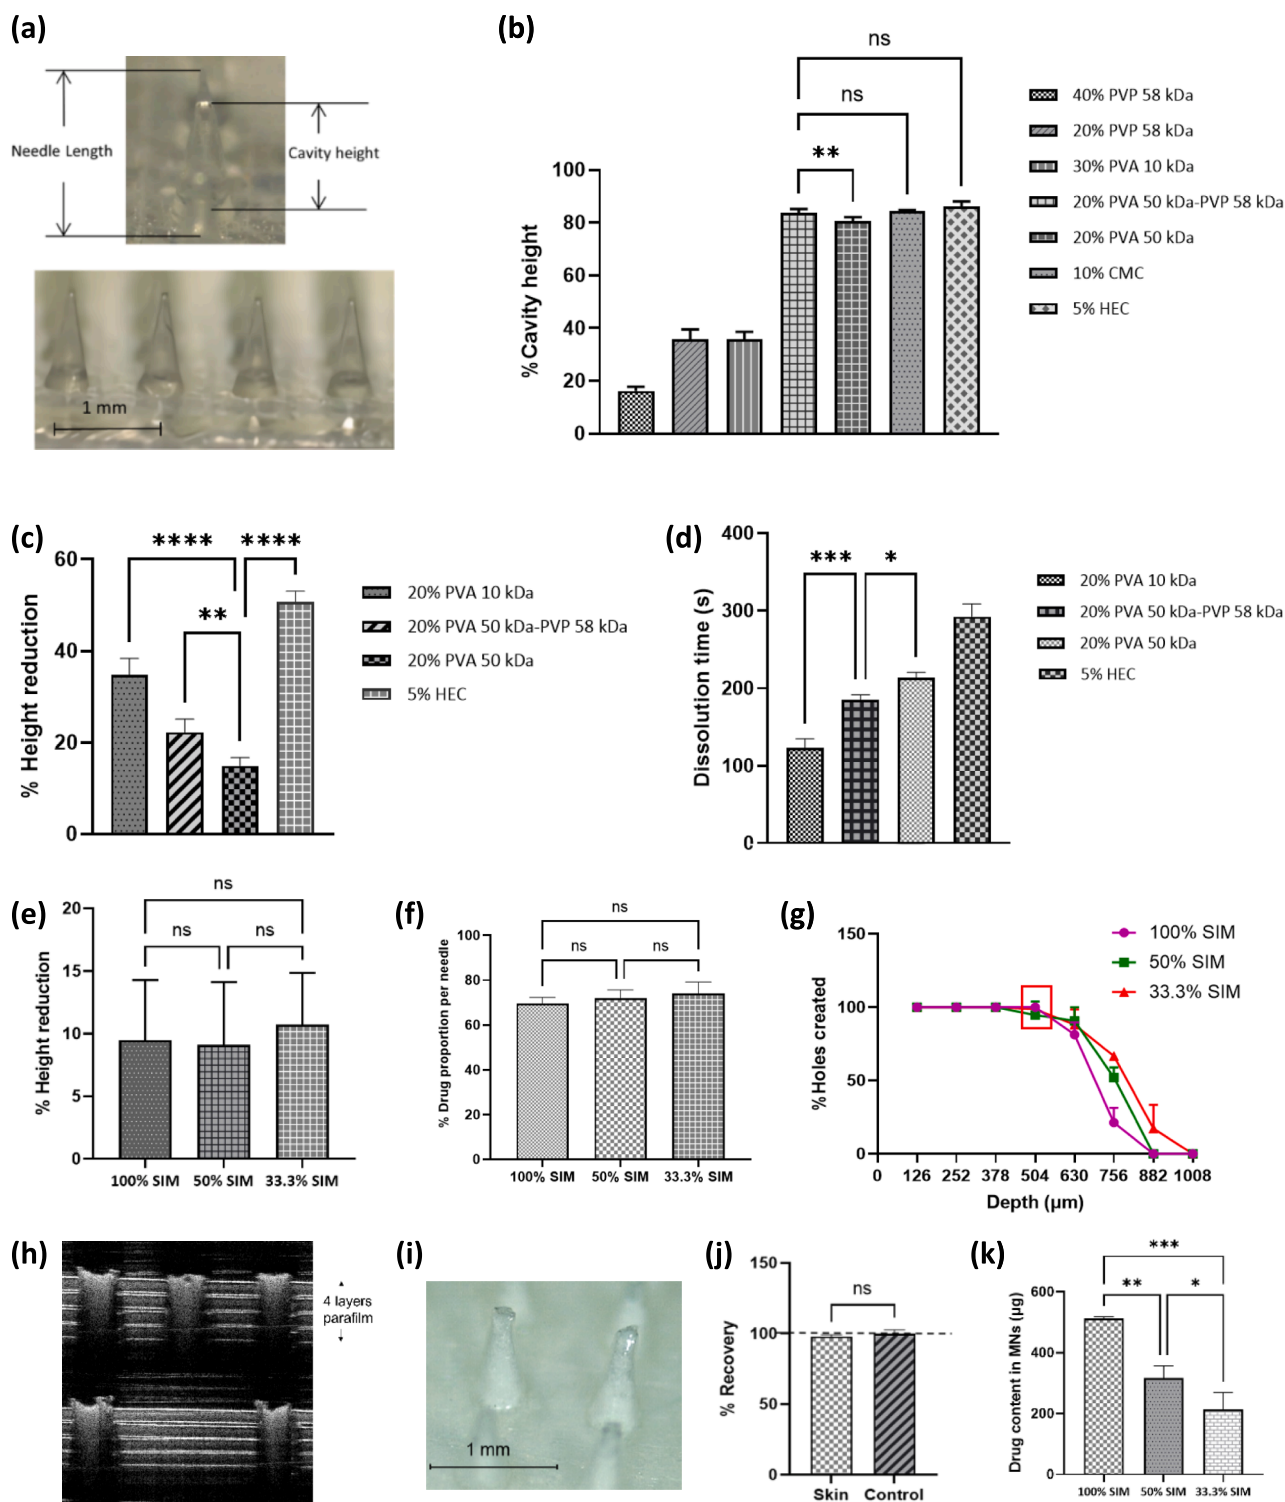 (a)
Needle Length
Cavity height
1 mm
(b)
ns
ns
**
% Cavity height
100
80
60
40
20
0
40% PVP 58 kDa
20% PVP 58 kDa
30% PVA 10 kDa
20% PVA 50 kDa-PVP 58 kDa
20% PVA 50 kDa
10% CMC
5% HEC
(c)
**** ****
**
% Height reduction
60
40
20
0
20% PVA 10 kDa
20% PVA 50 kDa-PVP 58 kDa
20% PVA 50 kDa
5% HEC
(d)
*** *
Dissolution time (s)
400
300
200
100
0
20% PVA 10 kDa
20% PVA 50 kDa-PVP 58 kDa
20% PVA 50 kDa
5% HEC
(e)
ns
ns ns
% Height reduction
20
15
10
5
0
100% SIM 50% SIM 33.3% SIM
(f)
ns
ns ns
% Drug proportion per needle
100
80
60
40
20
0
100% SIM 50% SIM 33.3% SIM
(g)
% Holes created
150
100
50
0
0 126 252 378 504 630 756 882 1008
Depth (µm)
100% SIM
50% SIM
33.3% SIM
(h)
4 layers
parafilm
(i)
1 mm
(j)
ns
% Recovery
150
100
50
0
Skin Control
(k)
***
** *
Drug content in MNs (µg)
600
400
200
0
100% SIM 50% SIM 33.3% SIM